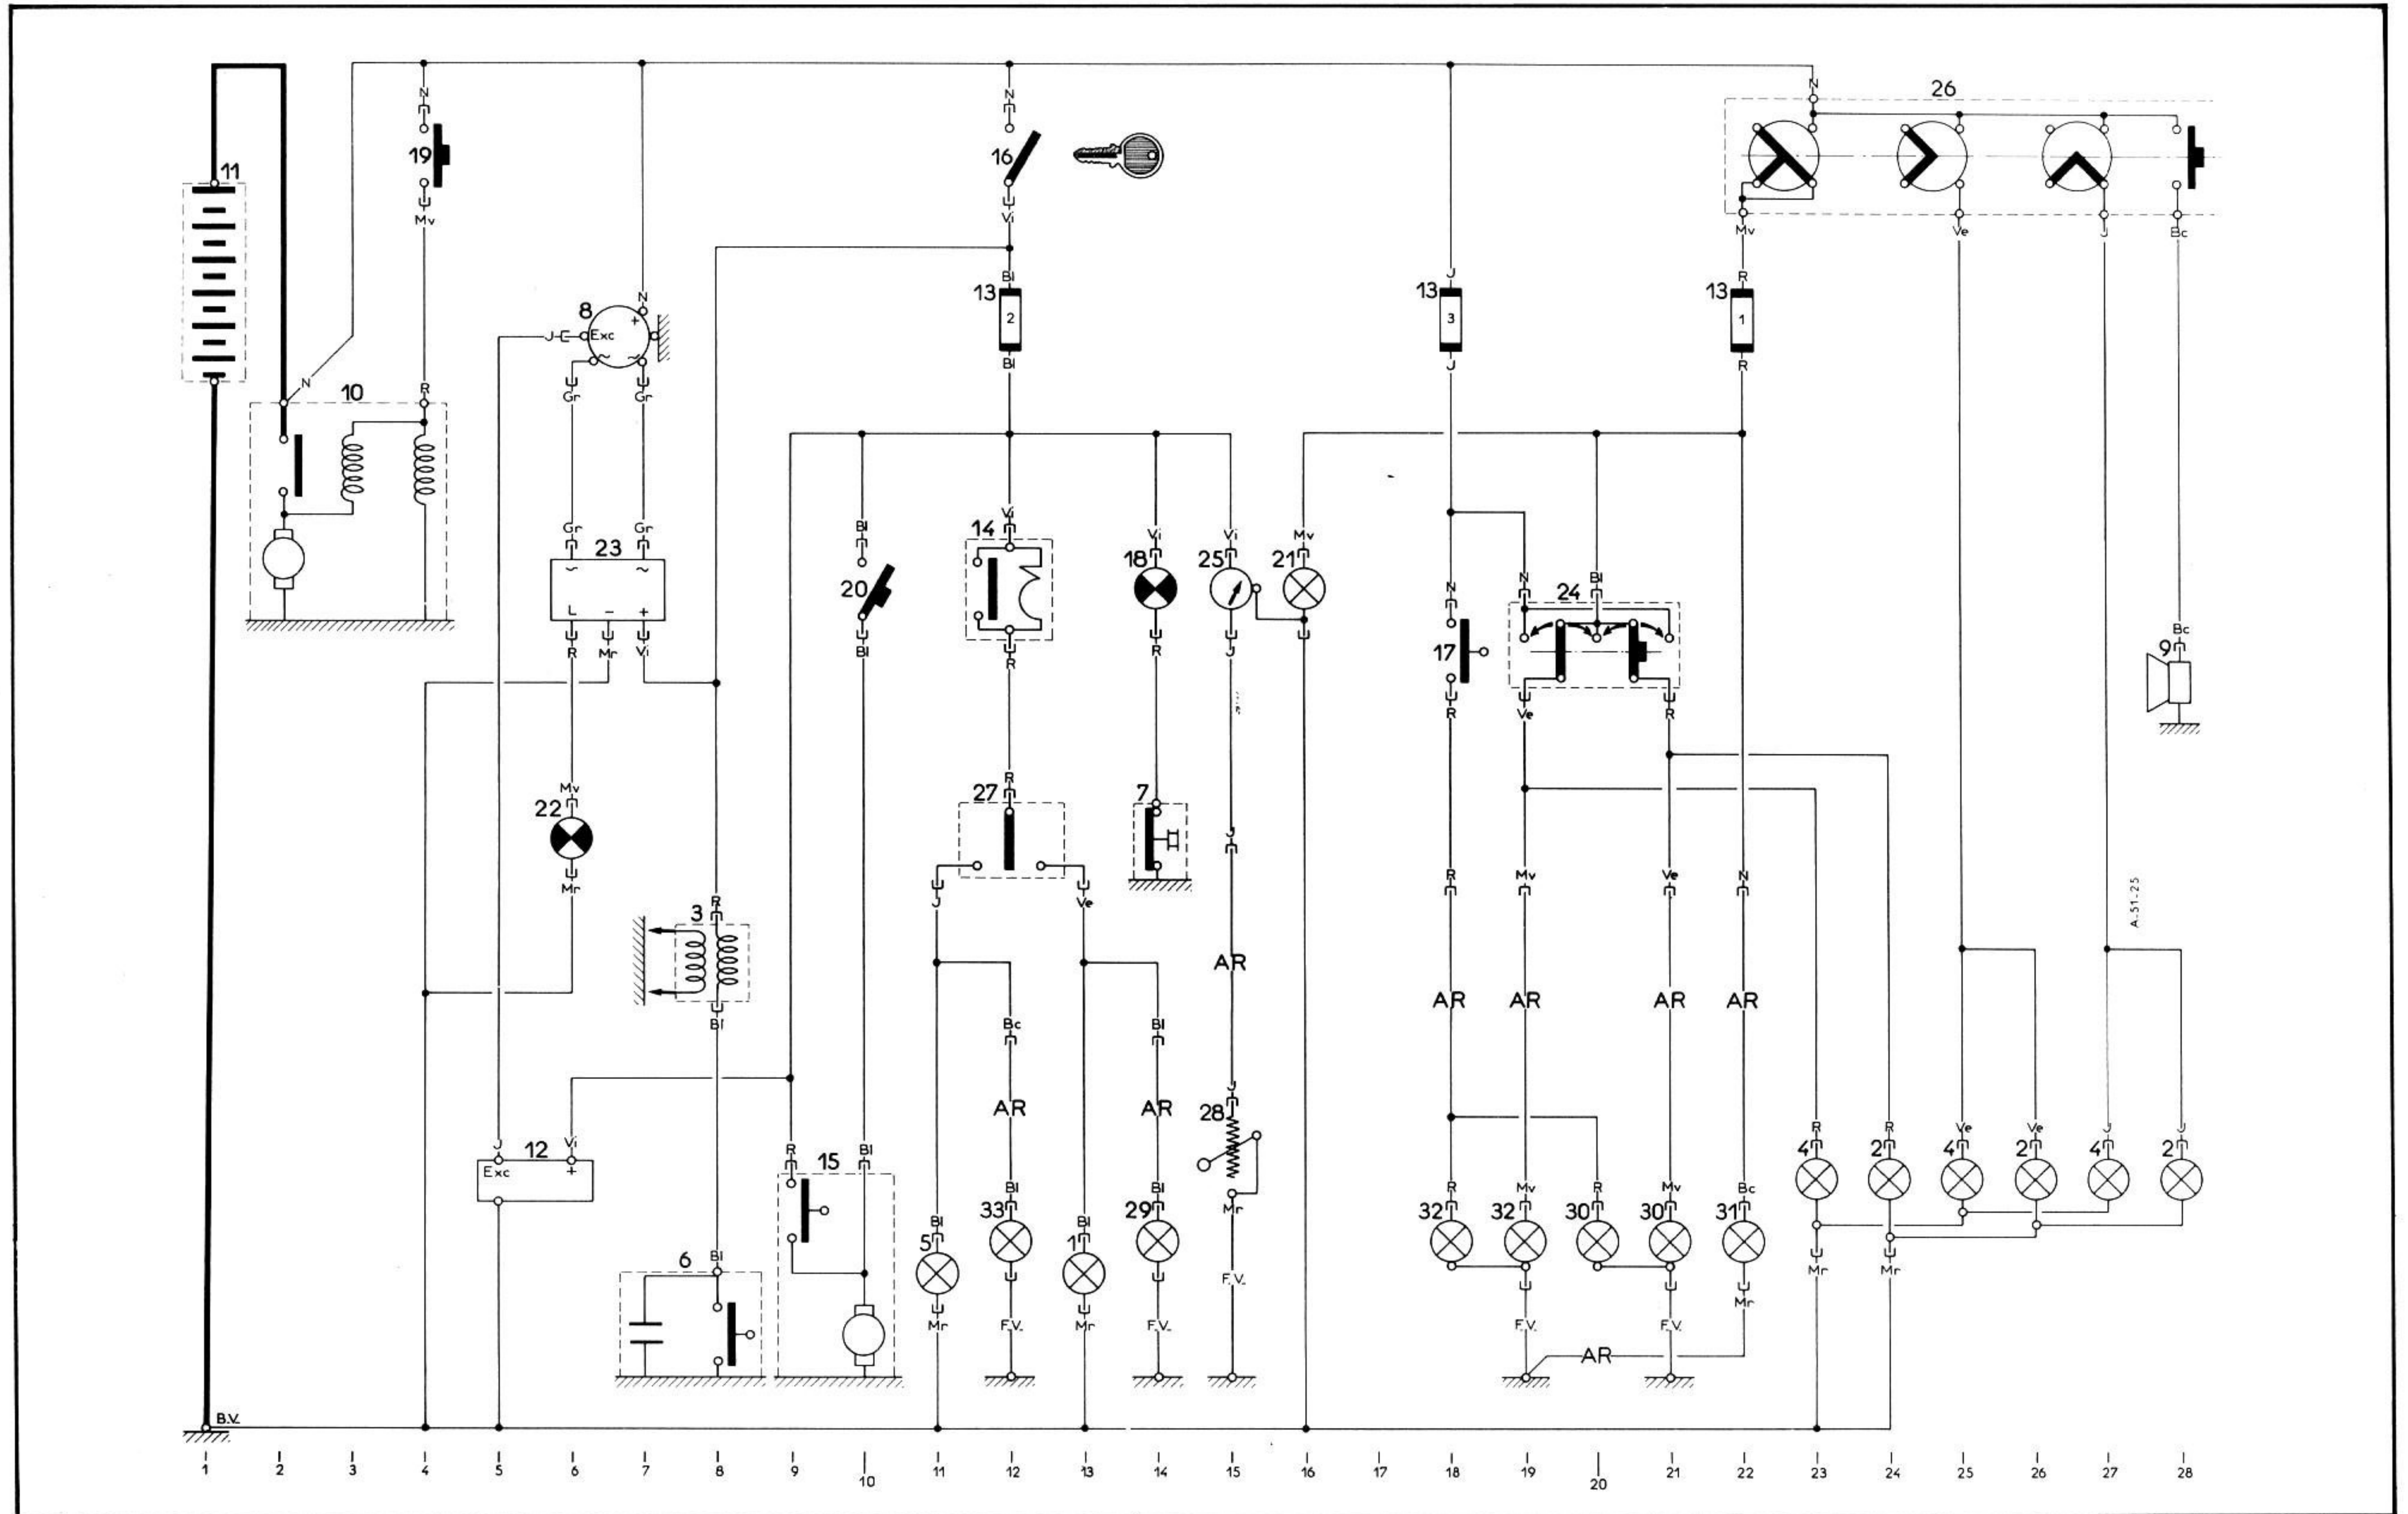 N N N 26
19 16
11
Mv Vi Mv Ve J Bc
Bl J R
N 13 2 13 3 13 1
8 + J Exc ~ ~
Bl J R
N 10 R Gr Gr
Gr Gr Bl Vi Vi Vi Mv
23 14 18 25 21
~ ~ N N Bl
20 24
L - +
R Mr Vi Bl R R J 17 Bc
9
R Ve R
Mv R
22 27 7 J
Mr J Ve R Mv Ve N
R
3 A.51-25
AR
AR AR AR AR
Bl Bc Bl
AR AR J
28
J Vi R Bl R R Ve Ve J J
12 15 4 2 4 2 4 2
Exc +
Bl Bl R Mv R Mv Bc
33 29 Mr 32 32 30 30 31
Bl Bl
5 1
6 Bl F.V. Mr Mr
Mr
Mr F.V. Mr F.V. F.V. F.V.
AR
B.V.
1 2 3 4 5 6 7 8 9 10 11 12 13 14 15 16 17 18 19 20 21 22 23 24 25 26 27 28